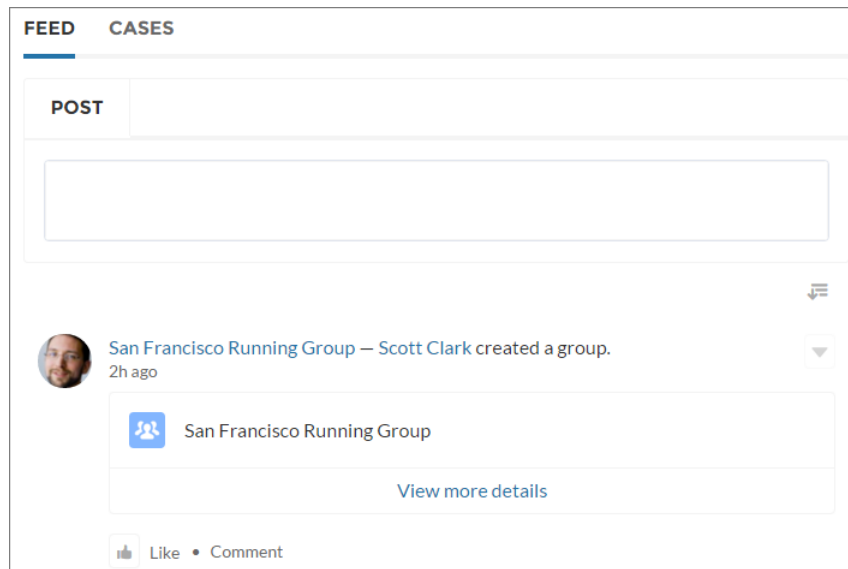 FEED CASES
POST
San Francisco Running Group — Scott Clark created a group.
2h ago
San Francisco Running Group
View more details
Like • Comment